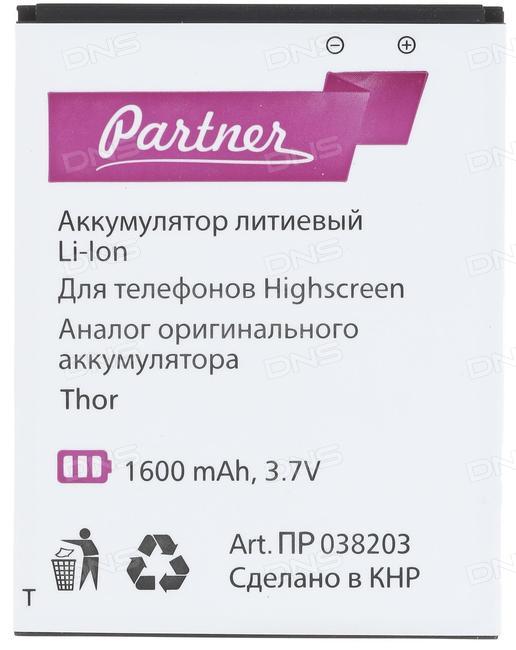 ⊖ ⊕
Partner
Аккумулятор литиевый
Li-Ion
Для телефонов Highscreen
Аналог оригинального
аккумулятора
Thor
1600 mAh, 3.7V
Art. ПР 038203
Сделано в КНР
T
DNS